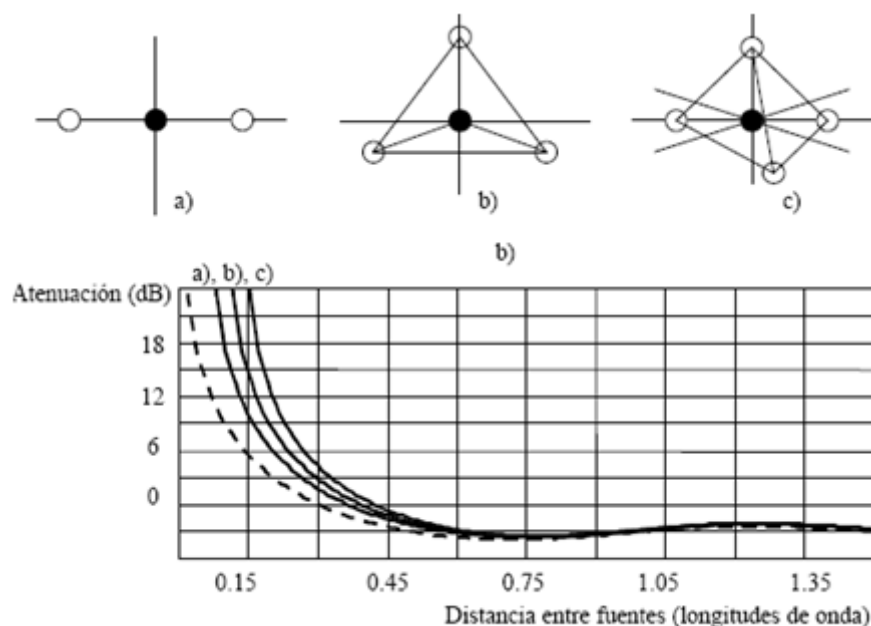 a)
b)
c)
b)
a), b), c)
Atenuación (dB)
18
12
6
0
0.15 0.45 0.75 1.05 1.35
Distancia entre fuentes (longitudes de onda)